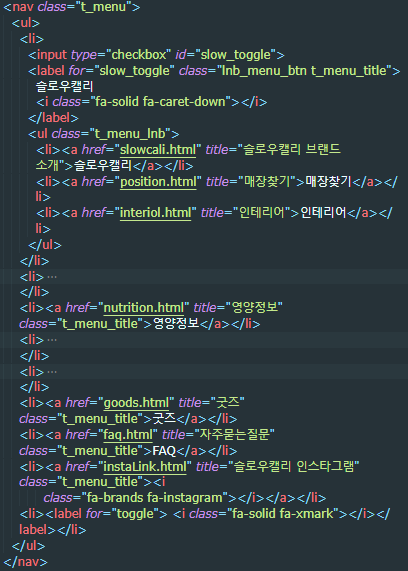 <nav class="t_menu">
<ul>
<li>
<input type="checkbox" id="slow_toggle">
<label for="slow_toggle" class="lnb_menu_btn t_menu_title">
슬로우캘리
<i class="fa-solid fa-caret-down"></i>
</label>
<ul class="t_menu_lnb">
<li><a href="slowcali.html" title="슬로우캘리 브랜드
소개">슬로우캘리</a></li>
<li><a href="position.html" title="매장찾기">매장찾기</a></
li>
<li><a href="interiol.html" title="인테리어">인테리어</a></
li>
</ul>
</li>
<li> ···
</li>
<li><a href="nutrition.html" title="영양정보"
class="t_menu_title">영양정보</a></li>
<li> ···
</li>
<li> ···
</li>
<li><a href="goods.html" title="굿즈"
class="t_menu_title">굿즈</a></li>
<li><a href="faq.html" title="자주묻는질문"
class="t_menu_title">FAQ</a></li>
<li><a href="instaLink.html" title="슬로우캘리 인스타그램"
class="t_menu_title"><i
class="fa-brands fa-instagram"></i></a></li>
<li><label for="toggle"> <i class="fa-solid fa-xmark"></i></
label></li>
</ul>
</nav>